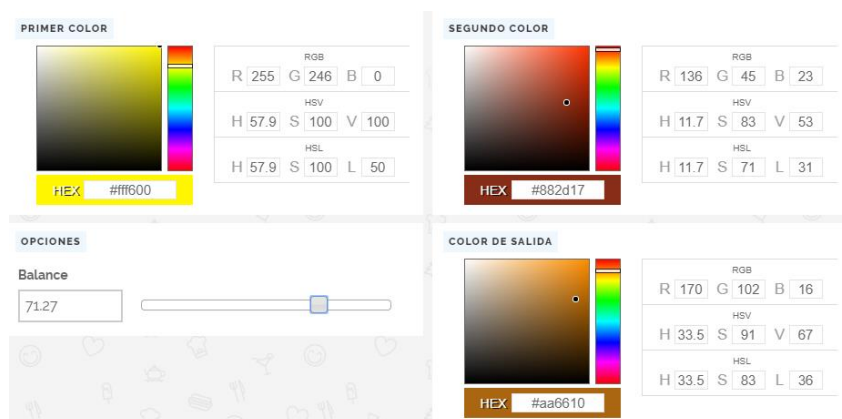 PRIMER COLOR
RGB
R 255 G 246 B 0
HSV
H 57.9 S 100 V 100
HSL
H 57.9 S 100 L 50
HEX #fff600
SEGUNDO COLOR
RGB
R 136 G 45 B 23
HSV
H 11.7 S 83 V 53
HSL
H 11.7 S 71 L 31
HEX #882d17
OPCIONES
Balance
71.27
COLOR DE SALIDA
RGB
R 170 G 102 B 16
HSV
H 33.5 S 91 V 67
HSL
H 33.5 S 83 L 36
HEX #aa6610